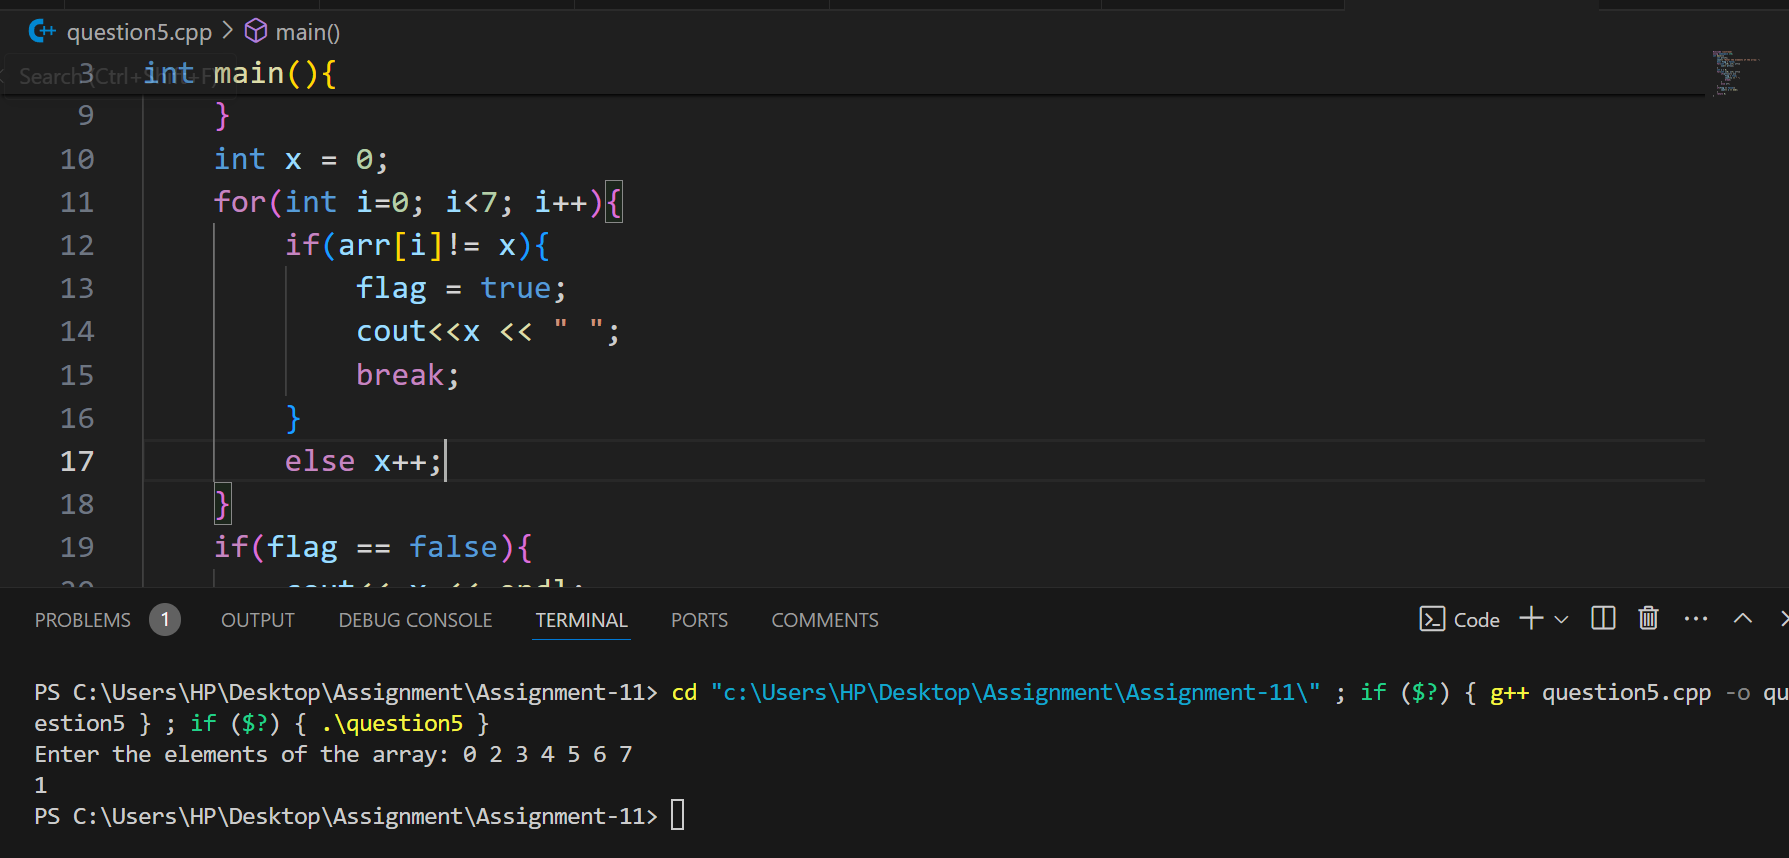 question5.cpp > main()
Search (Ctrl+Shift+F)
3 int main(){
9 }
10 int x = 0;
11 for(int i=0; i<7; i++){
12 if(arr[i]!= x){
13 flag = true;
14 cout<<x << " ";
15 break;
16 }
17 else x++;
18 }
19 if(flag == false){
20 cout<< x << endl;
PROBLEMS 1 OUTPUT DEBUG CONSOLE TERMINAL PORTS COMMENTS Code
PS C:\Users\HP\Desktop\Assignment\Assignment-11> cd "c:\Users\HP\Desktop\Assignment\Assignment-11\" ; if ($?) { g++ question5.cpp -o qu
estion5 } ; if ($?) { .\question5 }
Enter the elements of the array: 0 2 3 4 5 6 7
1
PS C:\Users\HP\Desktop\Assignment\Assignment-11>